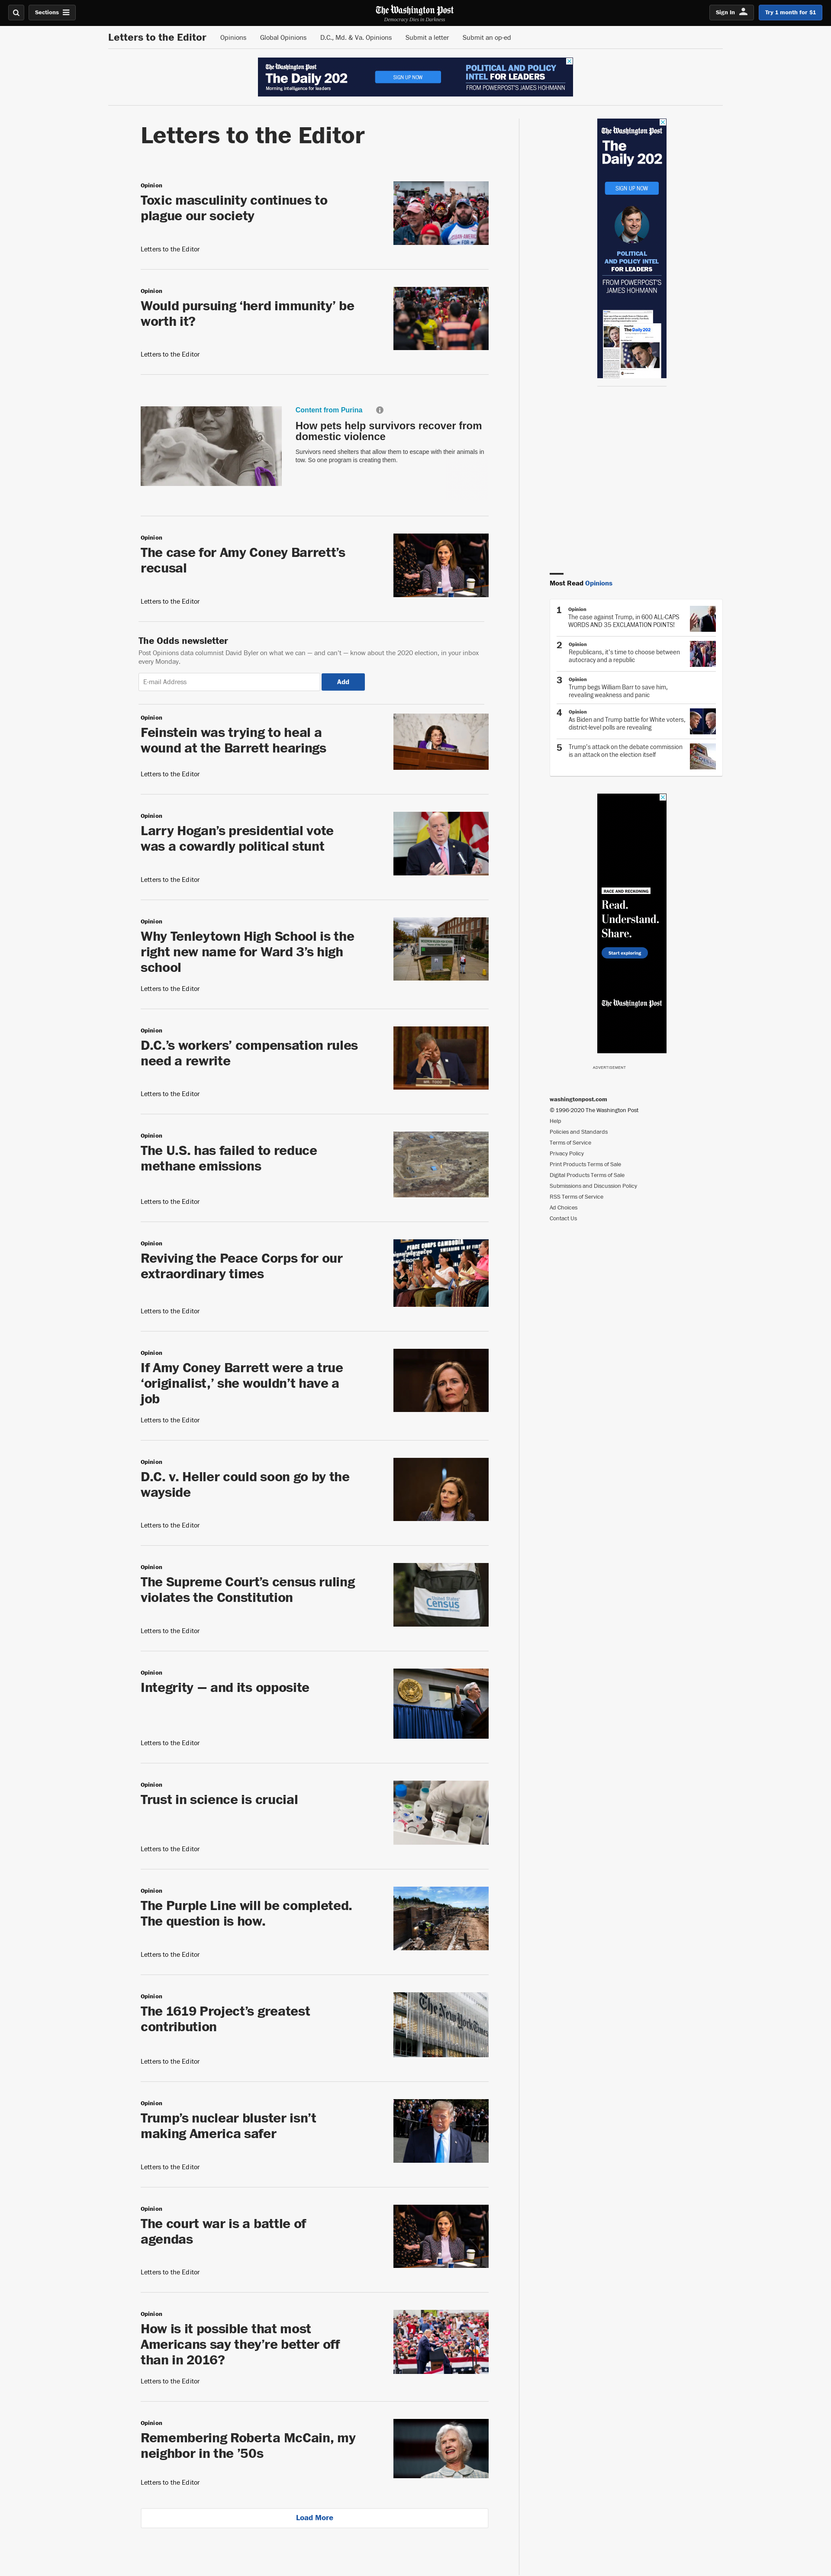 Sections
The Washington Post
Democracy Dies in Darkness
Sign In
Try 1 month for $1
Letters to the Editor
Opinions
Global Opinions
D.C., Md. & Va. Opinions
Submit a letter
Submit an op-ed
The Washington Post
The Daily 202
Morning intelligence for leaders
SIGN UP NOW
POLITICAL AND POLICY
INTEL FOR LEADERS
FROM POWERPOST'S JAMES HOHMANN
Letters to the Editor
Opinion
Toxic masculinity continues to
plague our society
Letters to the Editor
Opinion
Would pursuing ‘herd immunity’ be
worth it?
Letters to the Editor
Content from Purina
How pets help survivors recover from
domestic violence
Survivors need shelters that allow them to escape with their animals in
tow. So one program is creating them.
Opinion
The case for Amy Coney Barrett’s
recusal
Letters to the Editor
The Odds newsletter
Post Opinions data columnist David Byler on what we can — and can't — know about the 2020 election, in your inbox
every Monday.
E-mail Address
Add
Opinion
Feinstein was trying to heal a
wound at the Barrett hearings
Letters to the Editor
Opinion
Larry Hogan’s presidential vote
was a cowardly political stunt
Letters to the Editor
Opinion
Why Tenleytown High School is the
right new name for Ward 3’s high
school
Letters to the Editor
Opinion
D.C.’s workers’ compensation rules
need a rewrite
Letters to the Editor
Opinion
The U.S. has failed to reduce
methane emissions
Letters to the Editor
Opinion
Reviving the Peace Corps for our
extraordinary times
Letters to the Editor
PEACE CORPS CAMBODIA
Opinion
If Amy Coney Barrett were a true
‘originalist,’ she wouldn’t have a
job
Letters to the Editor
Opinion
D.C. v. Heller could soon go by the
wayside
Letters to the Editor
Opinion
The Supreme Court’s census ruling
violates the Constitution
Letters to the Editor
United States
Census
Opinion
Integrity — and its opposite
Letters to the Editor
Opinion
Trust in science is crucial
Letters to the Editor
Opinion
The Purple Line will be completed.
The question is how.
Letters to the Editor
Opinion
The 1619 Project’s greatest
contribution
Letters to the Editor
The New York Times
Opinion
Trump’s nuclear bluster isn’t
making America safer
Letters to the Editor
Opinion
The court war is a battle of
agendas
Letters to the Editor
Opinion
How is it possible that most
Americans say they’re better off
than in 2016?
Letters to the Editor
Opinion
Remembering Roberta McCain, my
neighbor in the ’50s
Letters to the Editor
Load More
The Washington Post
The
Daily 202
SIGN UP NOW
POLITICAL
AND POLICY INTEL
FOR LEADERS
FROM POWERPOST'S
JAMES HOHMANN
Most Read Opinions
1
Opinion
The case against Trump, in 600 ALL-CAPS
WORDS AND 35 EXCLAMATION POINTS!
2
Opinion
Republicans, it’s time to choose between
autocracy and a republic
3
Opinion
Trump begs William Barr to save him,
revealing weakness and panic
4
Opinion
As Biden and Trump battle for White voters,
district-level polls are revealing
5
Trump’s attack on the debate commission
is an attack on the election itself
RACE AND RECKONING
Read.
Understand.
Share.
Start exploring
The Washington Post
ADVERTISEMENT
washingtonpost.com
© 1996-2020 The Washington Post
Help
Policies and Standards
Terms of Service
Privacy Policy
Print Products Terms of Sale
Digital Products Terms of Sale
Submissions and Discussion Policy
RSS Terms of Service
Ad Choices
Contact Us